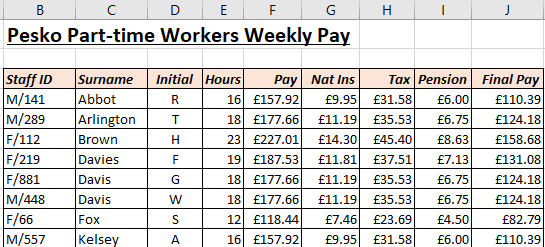 B C D E F G H I J
Pesko Part-time Workers Weekly Pay
Staff ID Surname Initial Hours Pay Nat Ins Tax Pension Final Pay
M/141 Abbot R 16 £157.92 £9.95 £31.58 £6.00 £110.39
M/289 Arlington T 18 £177.66 £11.19 £35.53 £6.75 £124.18
F/112 Brown H 23 £227.01 £14.30 £45.40 £8.63 £158.68
F/219 Davies F 19 £187.53 £11.81 £37.51 £7.13 £131.08
F/881 Davis G 18 £177.66 £11.19 £35.53 £6.75 £124.18
M/448 Davis W 18 £177.66 £11.19 £35.53 £6.75 £124.18
F/66 Fox S 12 £118.44 £7.46 £23.69 £4.50 £82.79
M/557 Kelsey A 16 £157.92 £9.95 £31.58 £6.00 £110.39